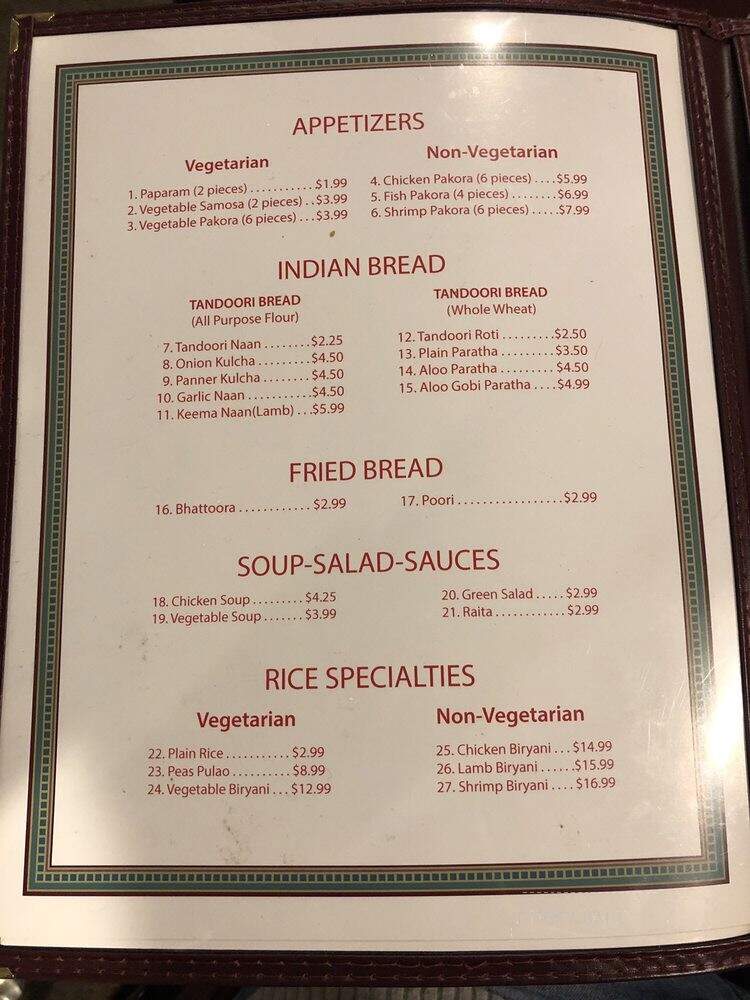 APPETIZERS
Vegetarian
1. Paparam (2 pieces) . . . . . . . . . . . $1.99
2. Vegetable Samosa (2 pieces) . . $3.99
3. Vegetable Pakora (6 pieces) . . . $3.99
Non-Vegetarian
4. Chicken Pakora (6 pieces) . . . . $5.99
5. Fish Pakora (4 pieces) . . . . . . . . $6.99
6. Shrimp Pakora (6 pieces) . . . . . $7.99
INDIAN BREAD
TANDOORI BREAD
(All Purpose Flour)
7. Tandoori Naan . . . . . . . . $2.25
8. Onion Kulcha . . . . . . . . . $4.50
9. Panner Kulcha . . . . . . . . $4.50
10. Garlic Naan . . . . . . . . . . . $4.50
11. Keema Naan(Lamb) . . . $5.99
TANDOORI BREAD
(Whole Wheat)
12. Tandoori Roti . . . . . . . . . $2.50
13. Plain Paratha . . . . . . . . . $3.50
14. Aloo Paratha . . . . . . . . . $4.50
15. Aloo Gobi Paratha . . . . $4.99
FRIED BREAD
16. Bhattoora . . . . . . . . . . . . $2.99
17. Poori . . . . . . . . . . . . . . . . . $2.99
SOUP-SALAD-SAUCES
18. Chicken Soup . . . . . . . . . $4.25
19. Vegetable Soup . . . . . . . $3.99
20. Green Salad . . . . . $2.99
21. Raita . . . . . . . . . . . . $2.99
RICE SPECIALTIES
Vegetarian
22. Plain Rice . . . . . . . . . . . $2.99
23. Peas Pulao . . . . . . . . . . $8.99
24. Vegetable Biryani . . . $12.99
Non-Vegetarian
25. Chicken Biryani . . . $14.99
26. Lamb Biryani . . . . . . $15.99
27. Shrimp Biryani . . . . $16.99